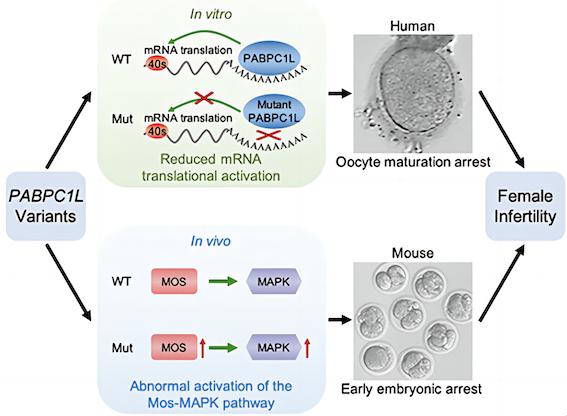 PABPC1L
Variants
In vitro
WT
mRNA translation
40s
PABPC1L
Mut
mRNA translation
40s
Mutant
PABPC1L
AAAAAAAAAA
Reduced mRNA
translational activation
Human
Oocyte maturation arrest
In vivo
WT
MOS
MAPK
Mut
MOS
MAPK
Abnormal activation of the
Mos-MAPK pathway
Mouse
Early embryonic arrest
Female
Infertility